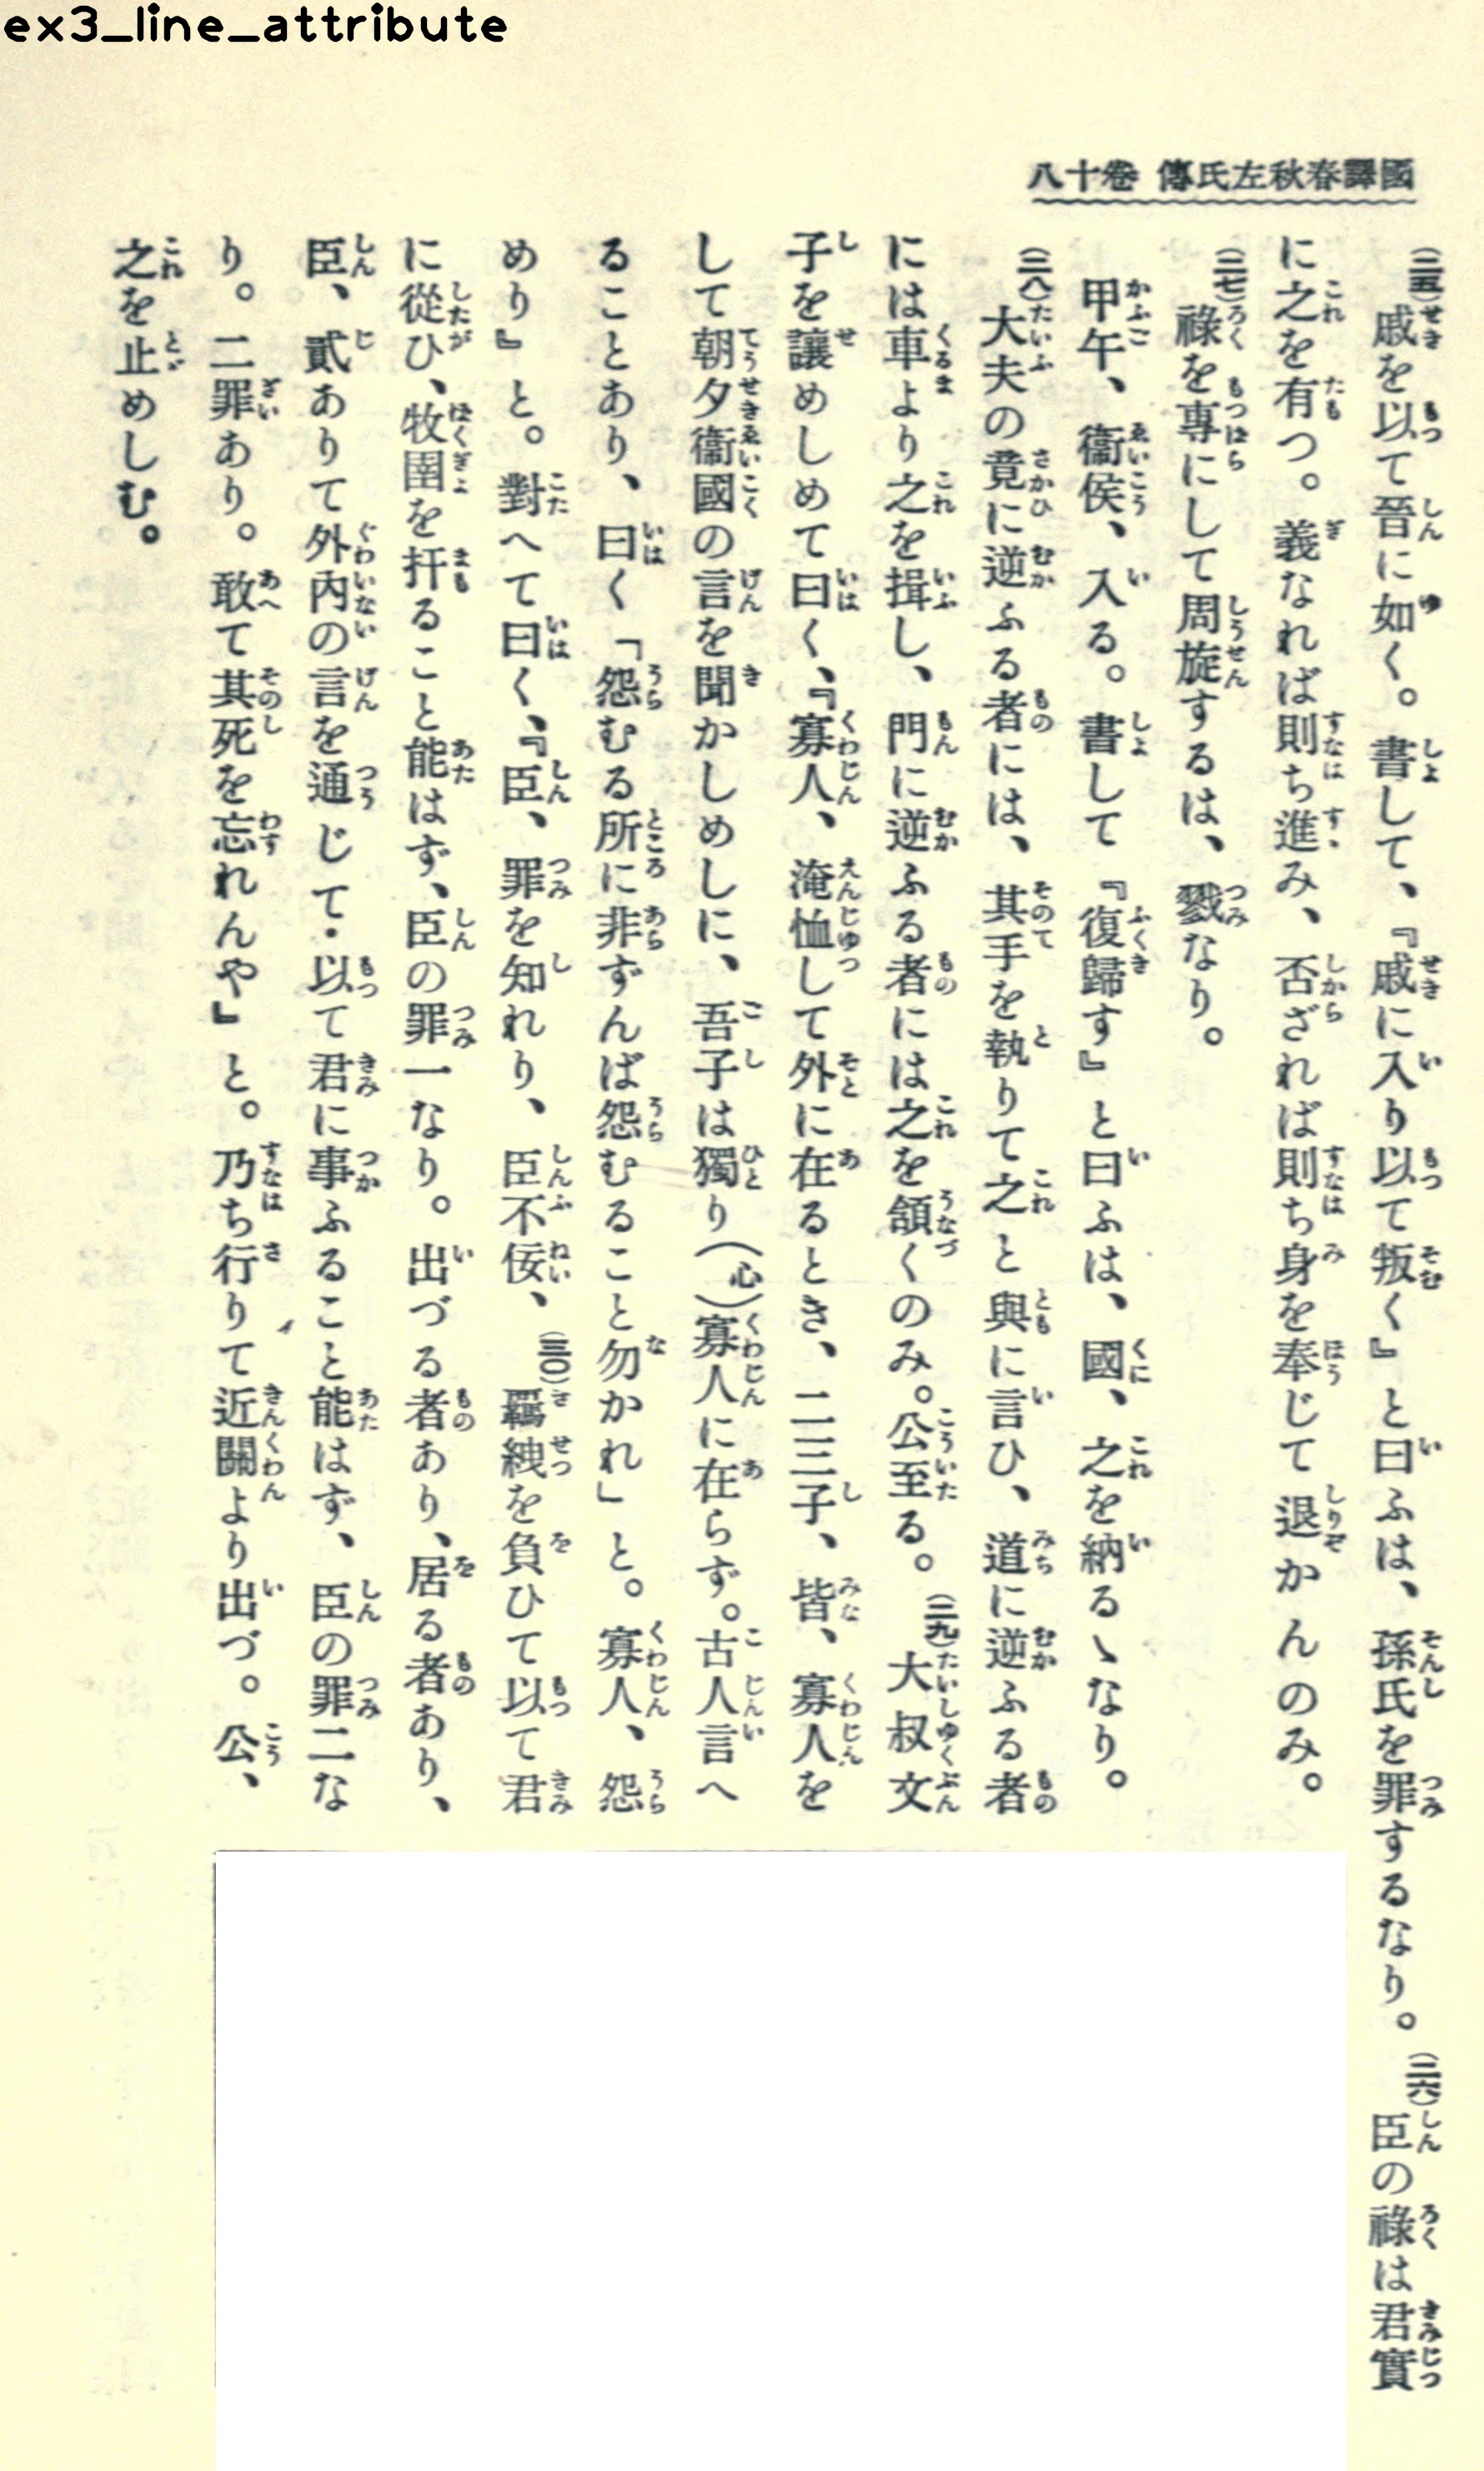 ex3_line_attribute
國譯春秋左氏傳 卷十八
(二五)戚を以て晉に如く。書して、『戚に入り以て叛く』と曰ふは、孫氏を罪するなり。(二六)臣の祿は君實
に之を有つ。義なれば則ち進み、否ざれば則ち身を奉じて退かんのみ。
(二七)祿を專にして周旋するは、戮なり。
甲午、衞侯、入る。書して『復歸す』と曰ふは、國、之を納るゝなり。
(二八)大夫の竟に逆ふる者には、其手を執りて之と與に言ひ、道に逆ふる者
には車より之を揖し、門に逆ふる者には之を頷くのみ。公至る。(二九)大叔文
子を讓めしめて曰く、『寡人、淹恤して外に在るとき、二三子、皆、寡人を
して朝夕衞國の言を聞かしめしに、吾子は獨り(心)寡人に在らず。古人言へ
ることあり、曰く「怨むる所に非ずんば怨むること勿かれ」と。寡人、怨
めり』と。對へて曰く、『臣、罪を知れり、臣不佞、(三〇)羈絏を負ひて以て君
に從ひ、牧圉を扞ること能はず、臣の罪一なり。出づる者あり、居る者あり、
臣、貳ありて外內の言を通じて・以て君に事ふること能はず、臣の罪二な
り。二罪あり。敢て其死を忘れんや』と。乃ち行りて近關より出づ。公、
之を止めしむ。